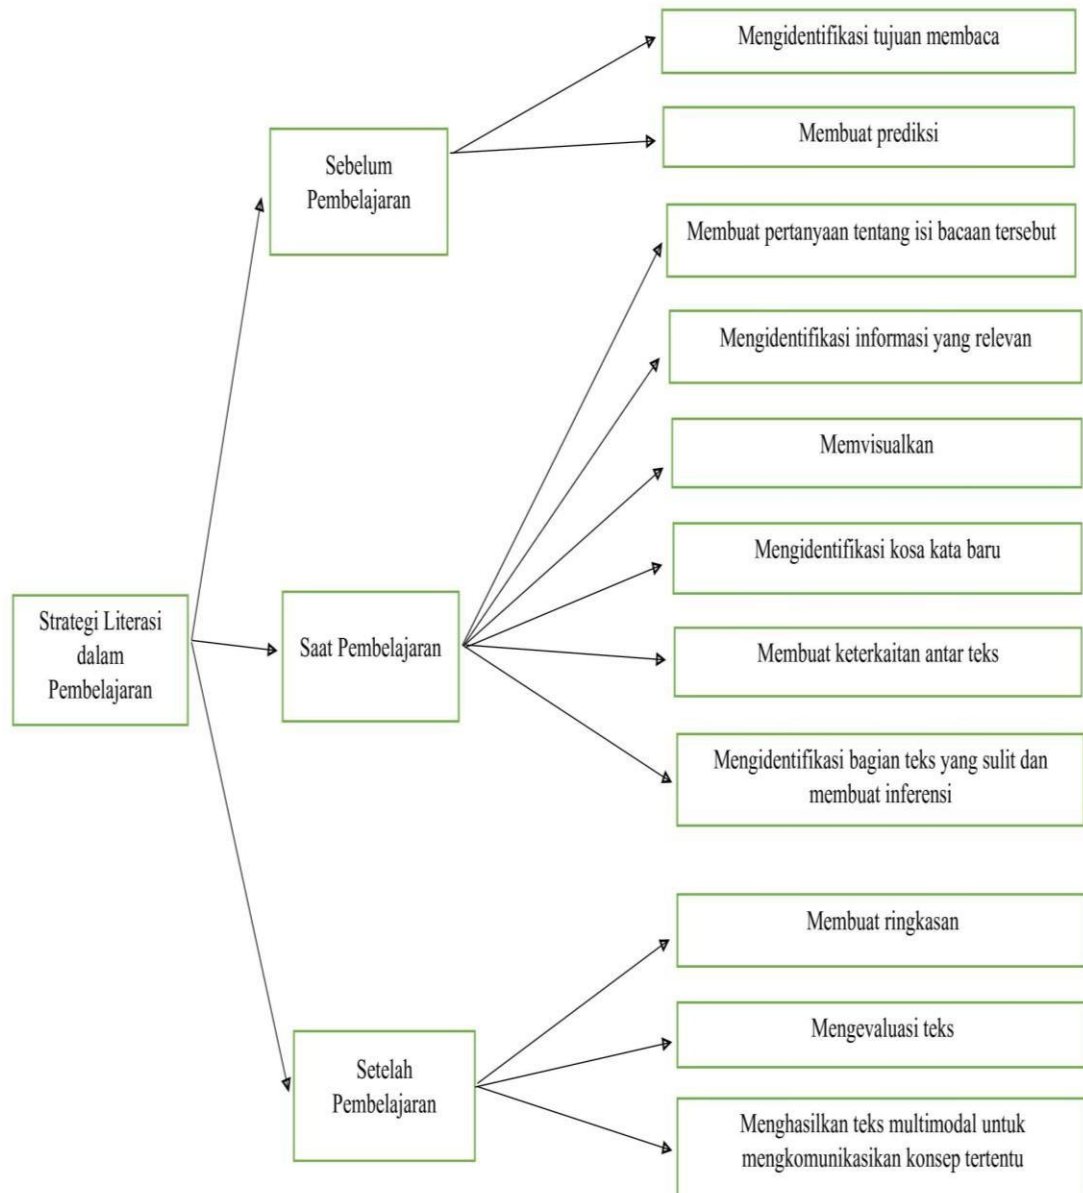 Strategi Literasi
dalam
Pembelajaran
Sebelum
Pembelajaran
Mengidentifikasi tujuan membaca
Membuat prediksi
Saat Pembelajaran
Membuat pertanyaan tentang isi bacaan tersebut
Mengidentifikasi informasi yang relevan
Memvisualkan
Mengidentifikasi kosa kata baru
Membuat keterkaitan antar teks
Mengidentifikasi bagian teks yang sulit dan
membuat inferensi
Setelah
Pembelajaran
Membuat ringkasan
Mengevaluasi teks
Menghasilkan teks multimodal untuk
mengkomunikasikan konsep tertentu